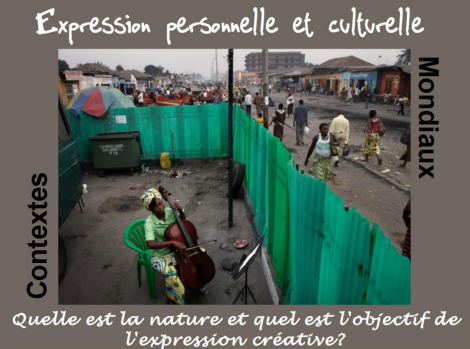 Expression personnelle et culturelle
Contextes
Mondiaux
Quelle est la nature et quel est l'objectif de
l'expression créative?